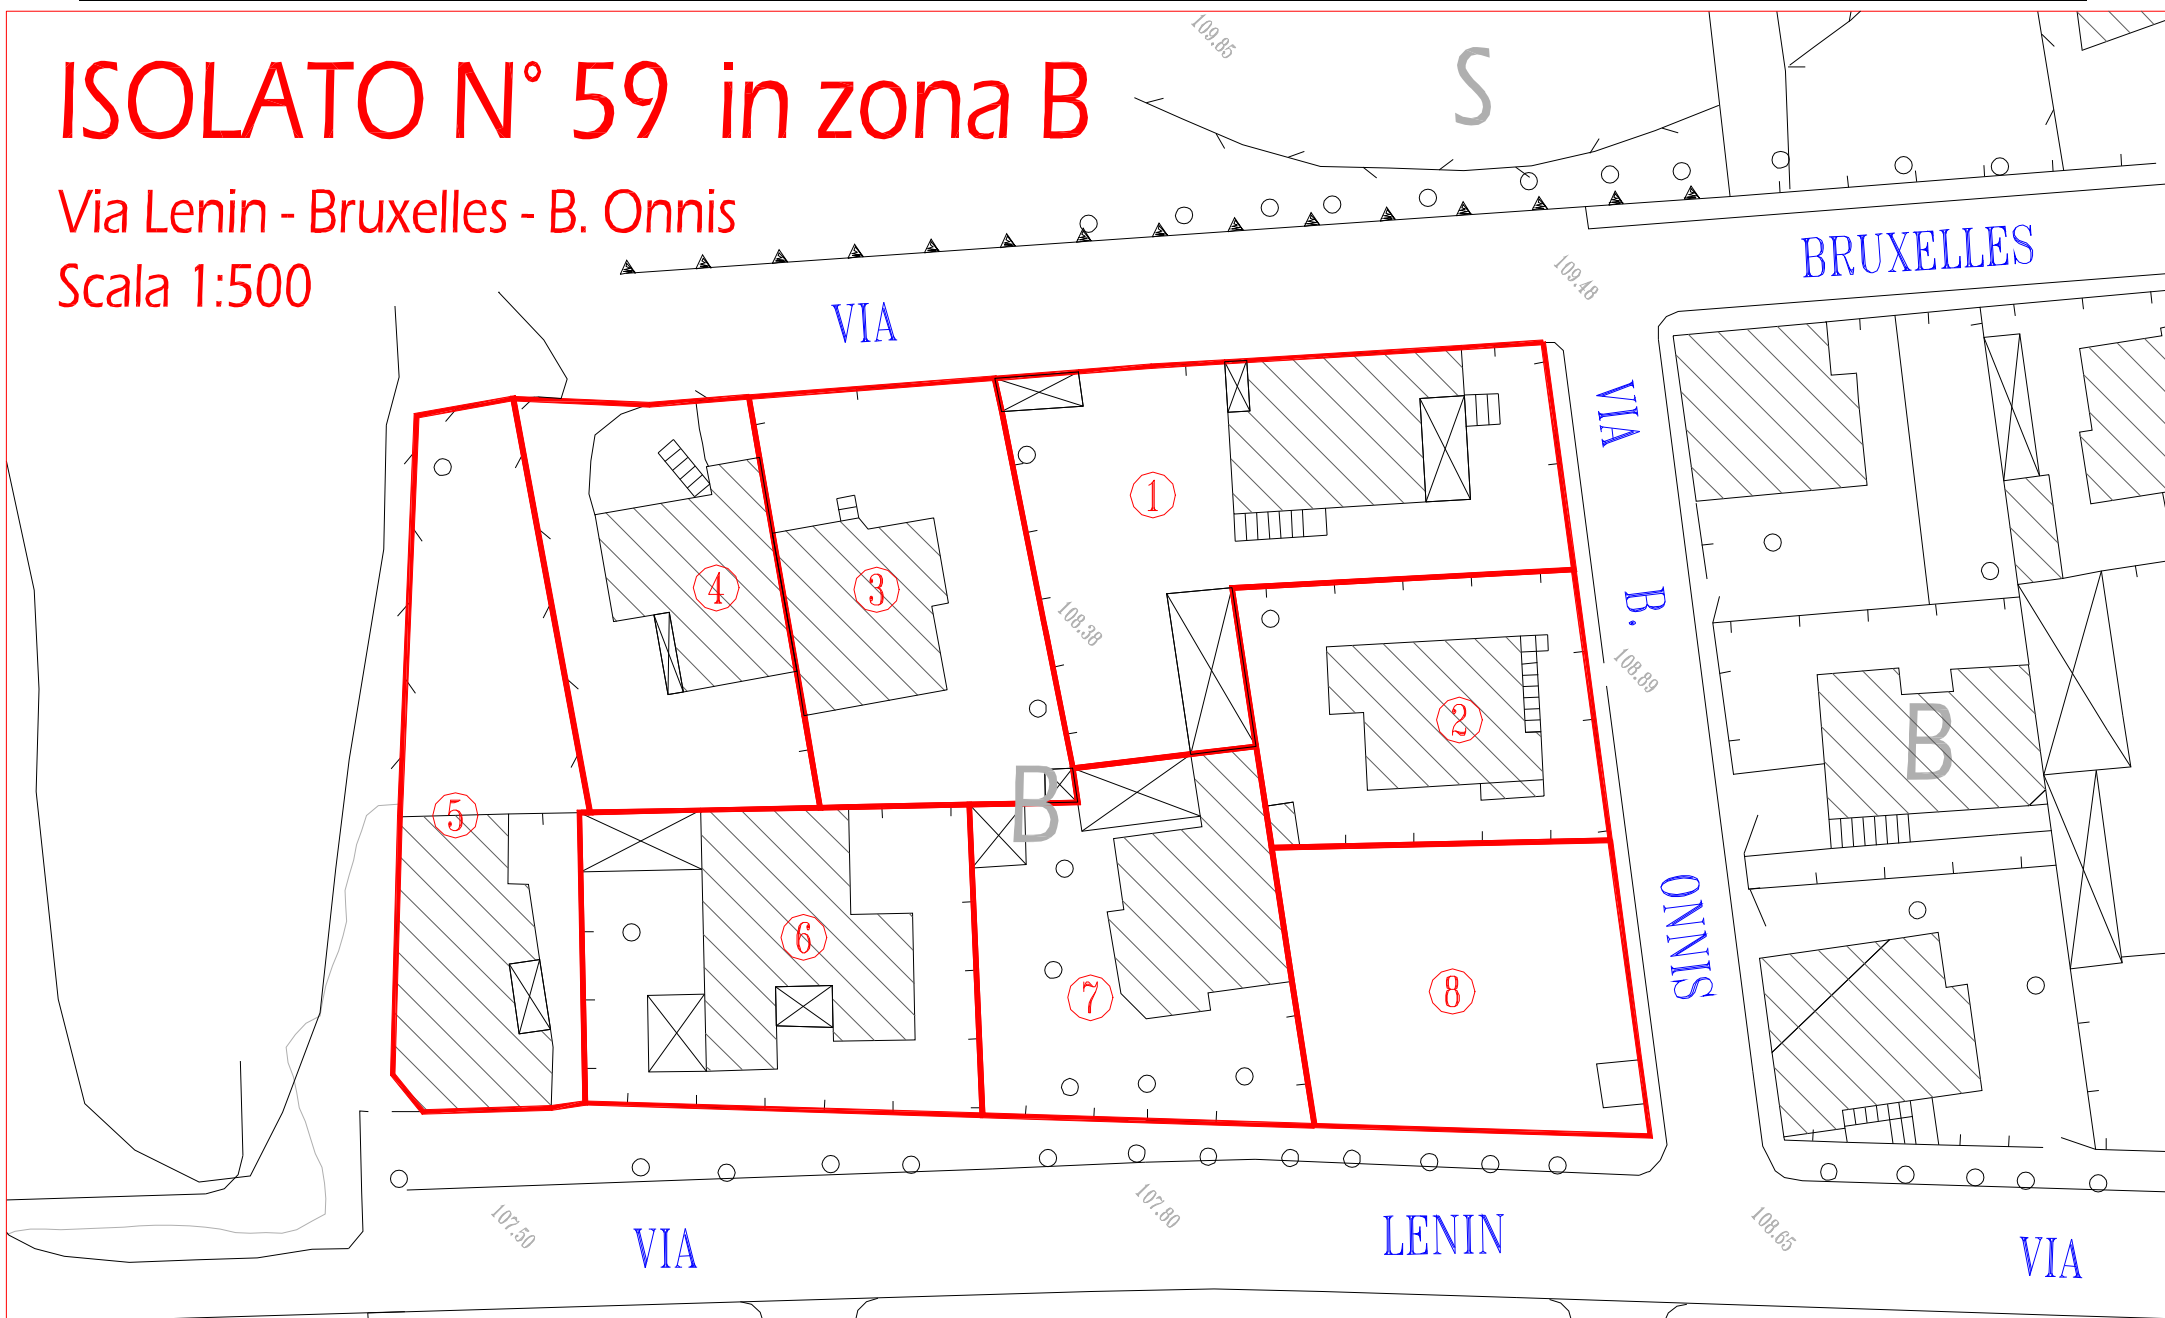 ISOLATO N° 59 in zona B
Via Lenin - Bruxelles - B. Onnis
Scala 1:500
109.85
S
BRUXELLES
109.48
VIA
VIA
1
4
3
B.
108.38
108.89
2
B
B
5
6
ONNIS
7
8
107.50
107.80
108.65
VIA
LENIN
VIA